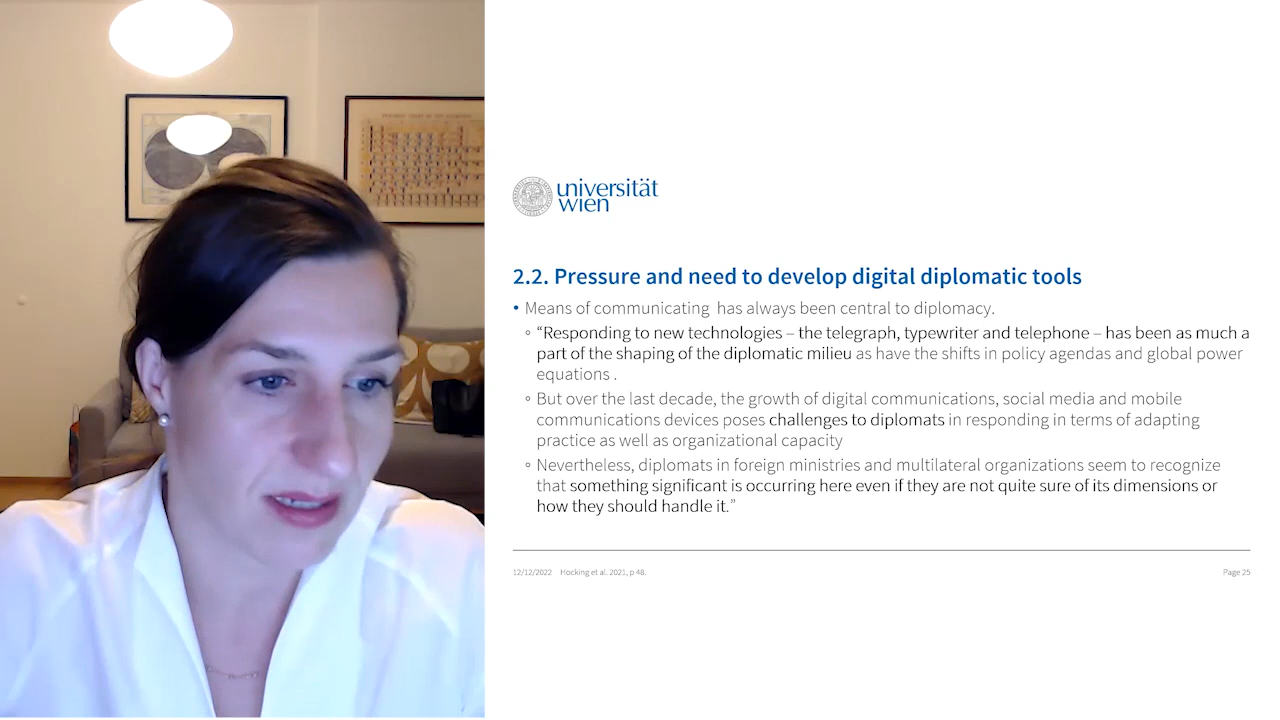 universität
wien
2.2. Pressure and need to develop digital diplomatic tools
• Means of communicating has always been central to diplomacy.
◦ “Responding to new technologies – the telegraph, typewriter and telephone – has been as much a
part of the shaping of the diplomatic milieu as have the shifts in policy agendas and global power
equations .
◦ But over the last decade, the growth of digital communications, social media and mobile
communications devices poses challenges to diplomats in responding in terms of adapting
practice as well as organizational capacity
◦ Nevertheless, diplomats in foreign ministries and multilateral organizations seem to recognize
that something significant is occurring here even if they are not quite sure of its dimensions or
how they should handle it.”
12/12/2022 Hocking et al. 2021, p 48. Page 25